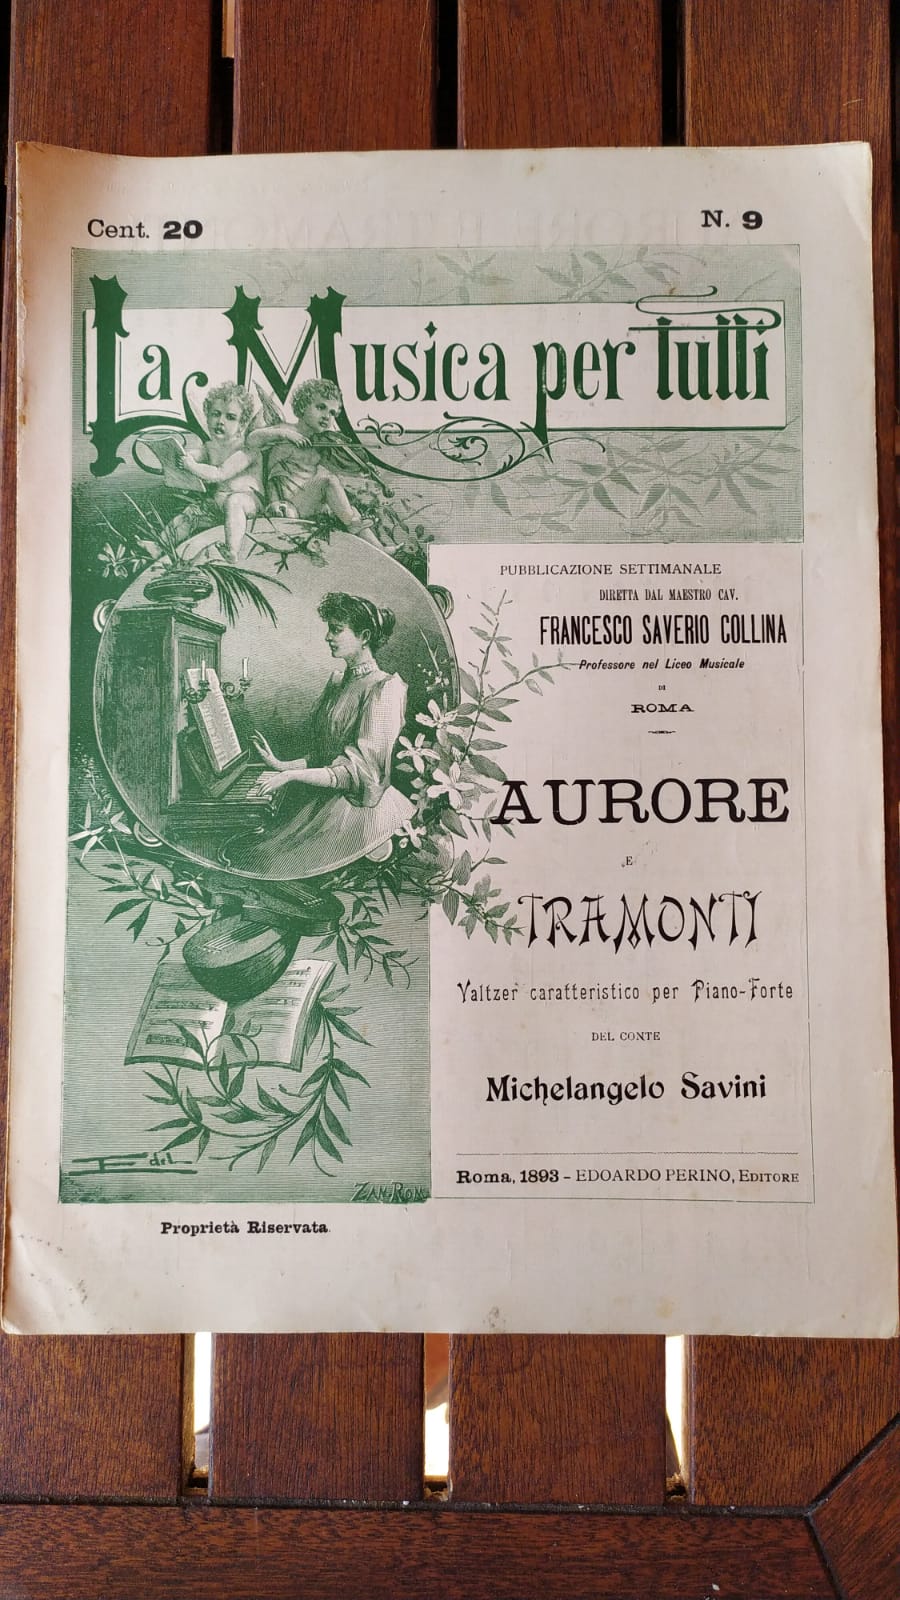 Cent. 20
N. 9
La Musica per tutti
PUBBLICAZIONE SETTIMANALE
DIRETTA DAL MAESTRO CAV.
FRANCESCO SAVERIO COLLINA
Professore nel Liceo Musicale
DI
ROMA
AURORE
E
TRAMONTI
Valtzer caratteristico per Piano-Forte
DEL CONTE
Michelangelo Savini
Roma, 1893 - EDOARDO PERINO, EDITORE
del.
ZAN. ROM
Proprietà Riservata